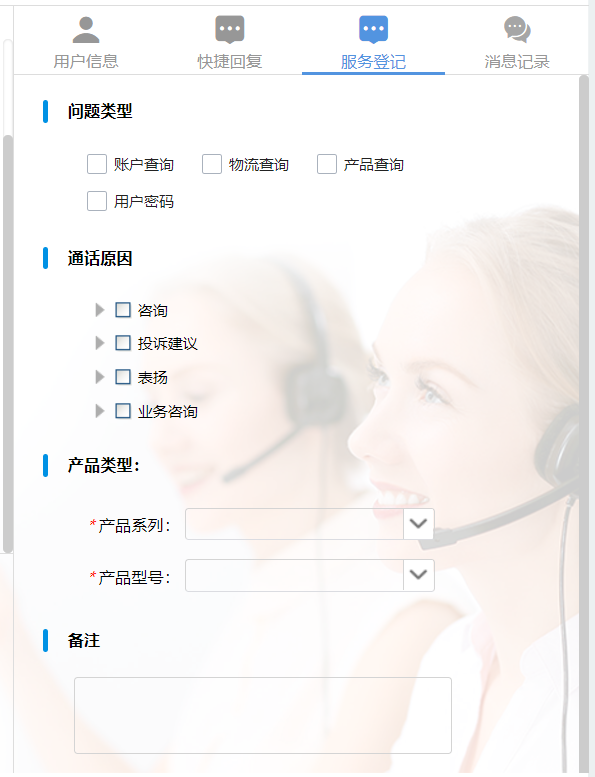 用户信息 快捷回复 服务登记 消息记录
问题类型
账户查询 物流查询 产品查询
用户密码
通话原因
咨询
投诉建议
表扬
业务咨询
产品类型：
*产品系列：
*产品型号：
备注